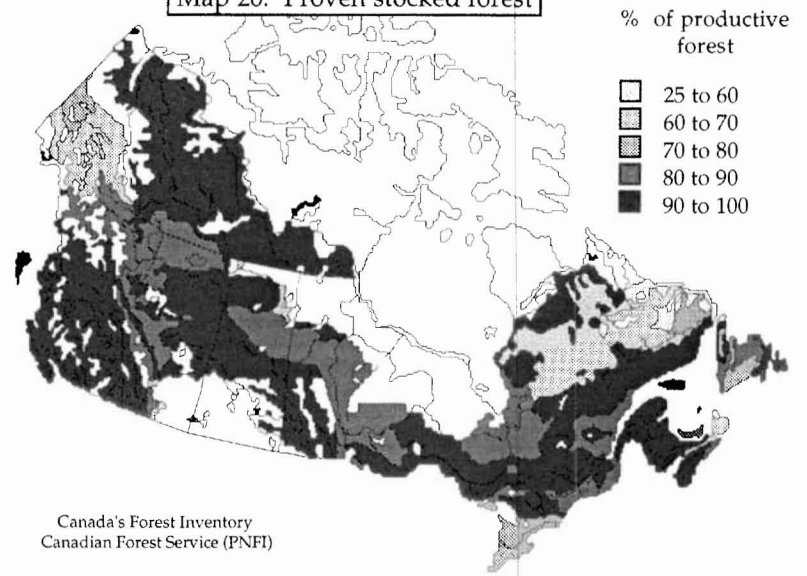 Map 20: Proven stocked forest
% of productive
forest
25 to 60
60 to 70
70 to 80
80 to 90
90 to 100
Canada's Forest Inventory
Canadian Forest Service (PNFI)